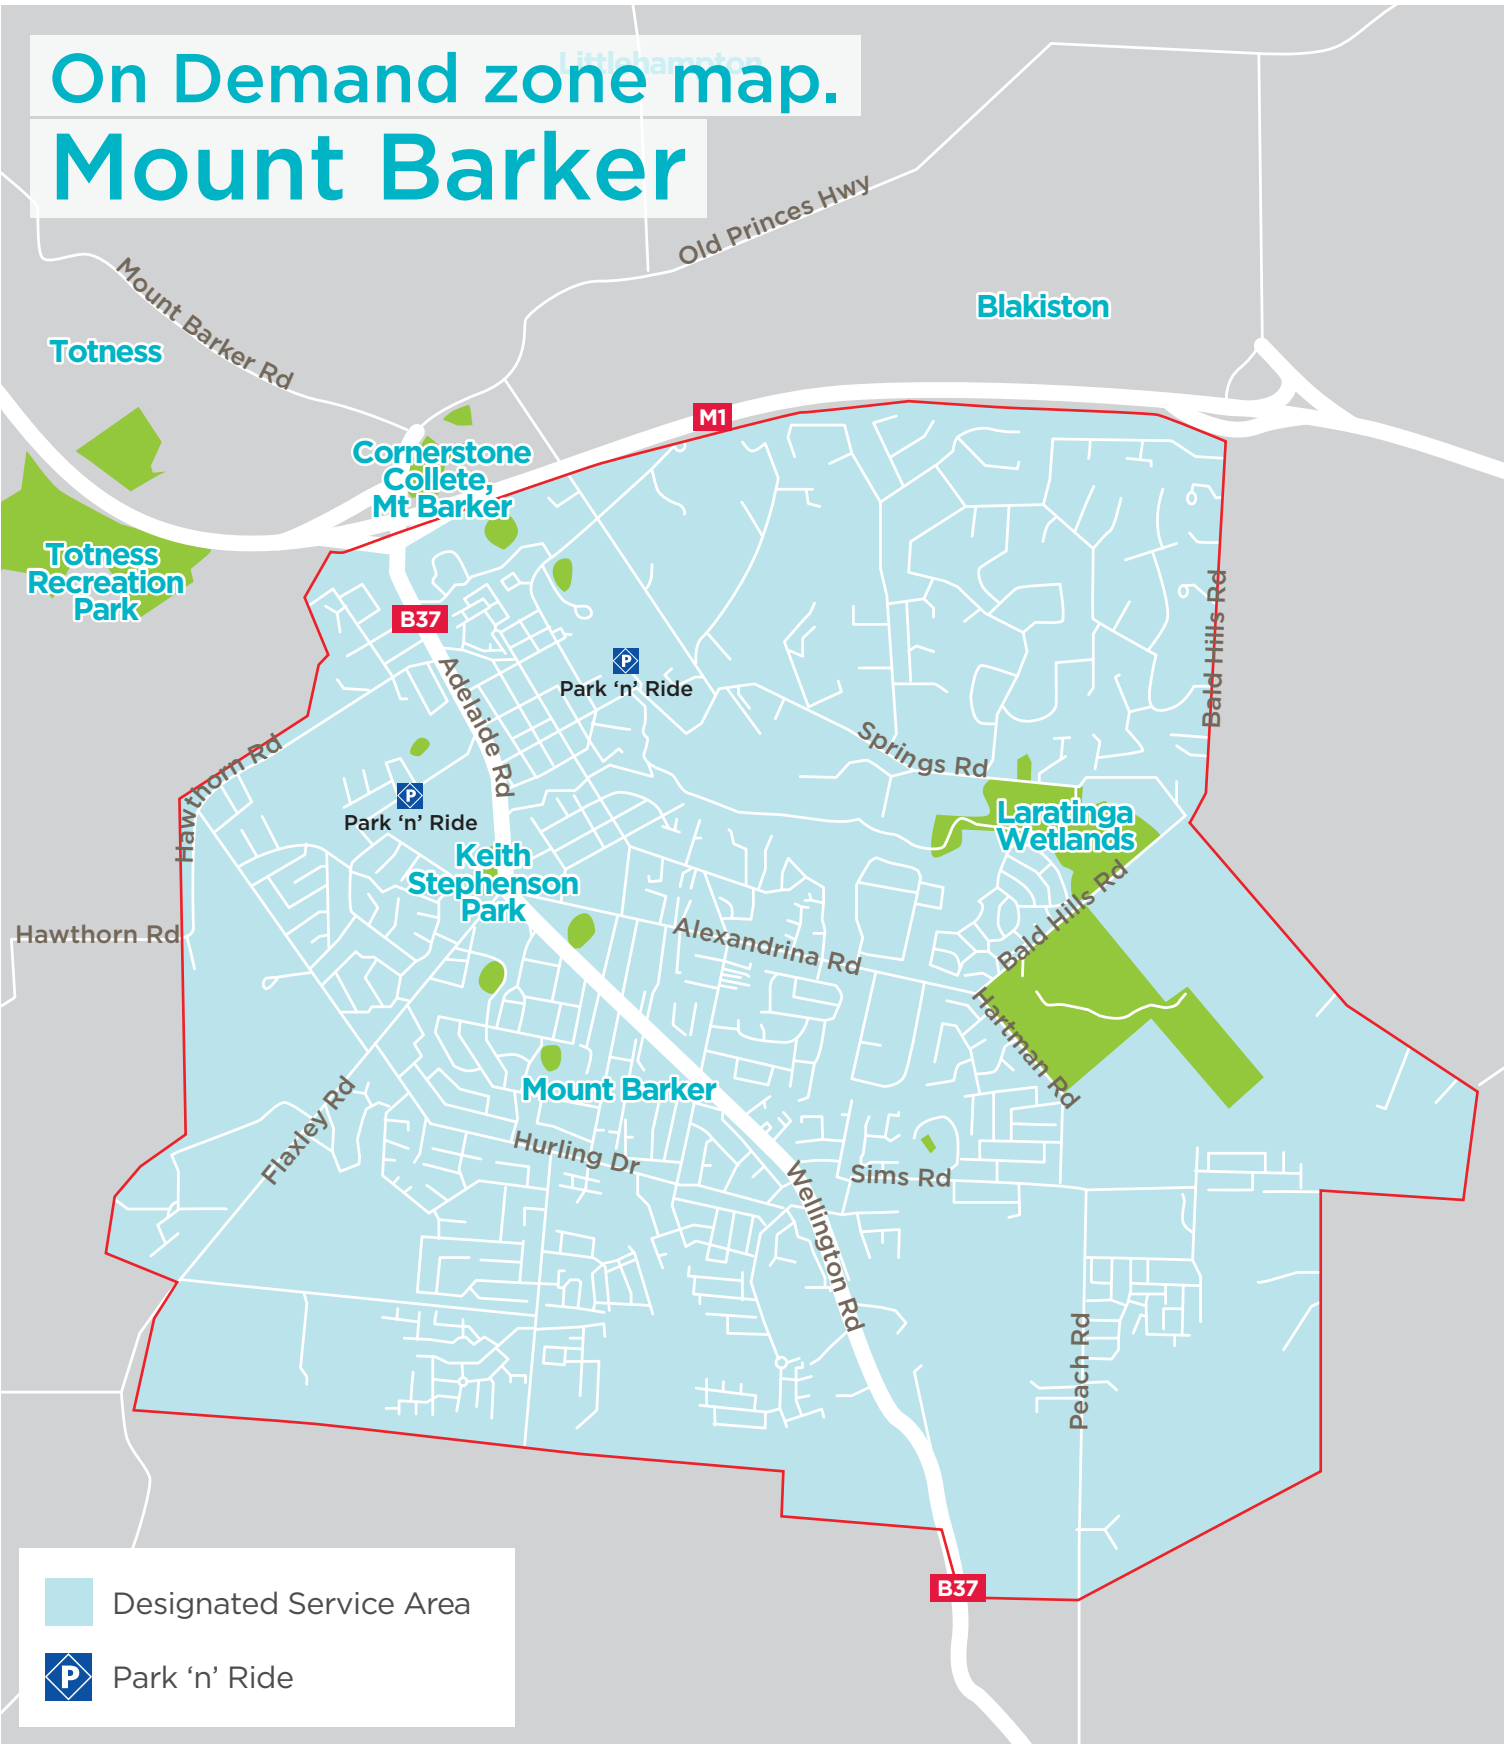 Littlehampton
On Demand zone map.
Mount Barker
Old Princes Hwy
Mount Barker Rd
Blakiston
Totness
M1
Cornerstone
Collete,
Mt Barker
Totness
Recreation
Park
B37
Bald Hills Rd
Adelaide Rd
Park ‘n’ Ride
Springs Rd
Hawthorn Rd
Park ‘n’ Ride
Laratinga
Wetlands
Keith
Stephenson
Park
Hawthorn Rd
Alexandrina Rd
Bald Hills Rd
Hartman Rd
Mount Barker
Flaxley Rd
Hurling Dr
Sims Rd
Wellington Rd
Peach Rd
B37
Designated Service Area
Park ‘n’ Ride